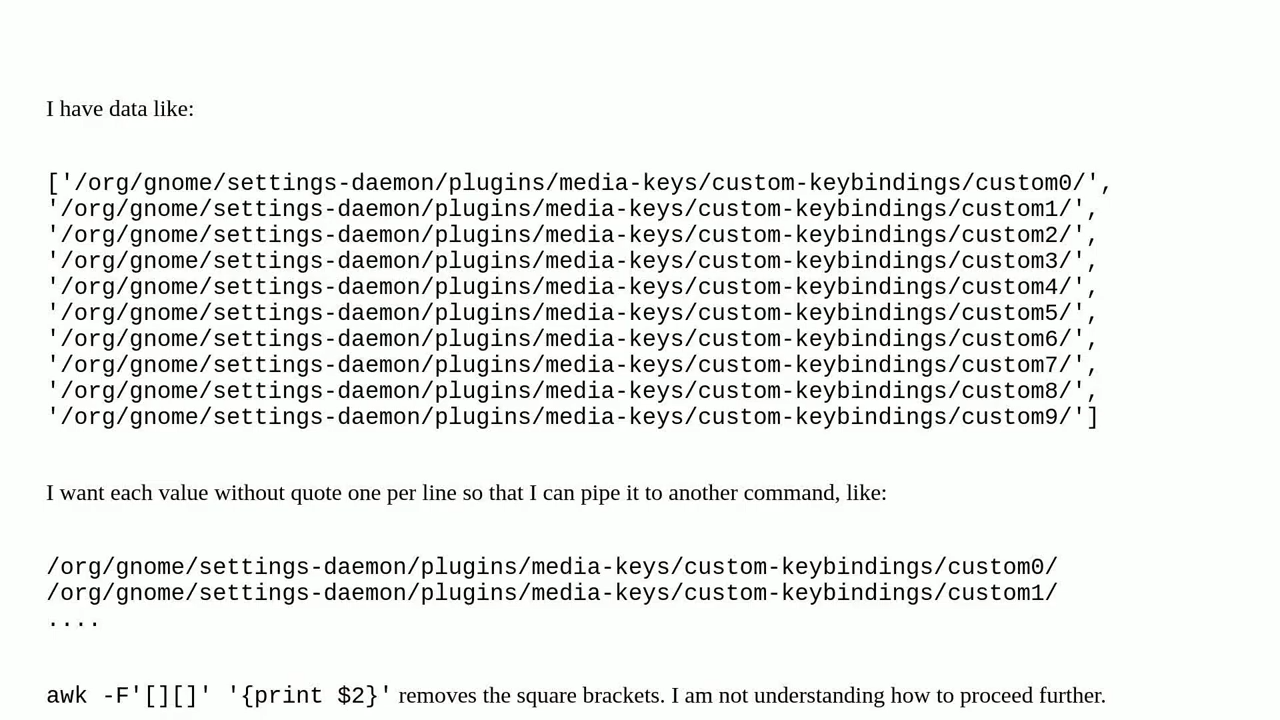 I have data like:
['/org/gnome/settings-daemon/plugins/media-keys/custom-keybindings/custom0/',
'/org/gnome/settings-daemon/plugins/media-keys/custom-keybindings/custom1/',
'/org/gnome/settings-daemon/plugins/media-keys/custom-keybindings/custom2/',
'/org/gnome/settings-daemon/plugins/media-keys/custom-keybindings/custom3/',
'/org/gnome/settings-daemon/plugins/media-keys/custom-keybindings/custom4/',
'/org/gnome/settings-daemon/plugins/media-keys/custom-keybindings/custom5/',
'/org/gnome/settings-daemon/plugins/media-keys/custom-keybindings/custom6/',
'/org/gnome/settings-daemon/plugins/media-keys/custom-keybindings/custom7/',
'/org/gnome/settings-daemon/plugins/media-keys/custom-keybindings/custom8/',
'/org/gnome/settings-daemon/plugins/media-keys/custom-keybindings/custom9/']
I want each value without quote one per line so that I can pipe it to another command, like:
/org/gnome/settings-daemon/plugins/media-keys/custom-keybindings/custom0/
/org/gnome/settings-daemon/plugins/media-keys/custom-keybindings/custom1/
....
awk -F'[][]' '{print $2}' removes the square brackets. I am not understanding how to proceed further.